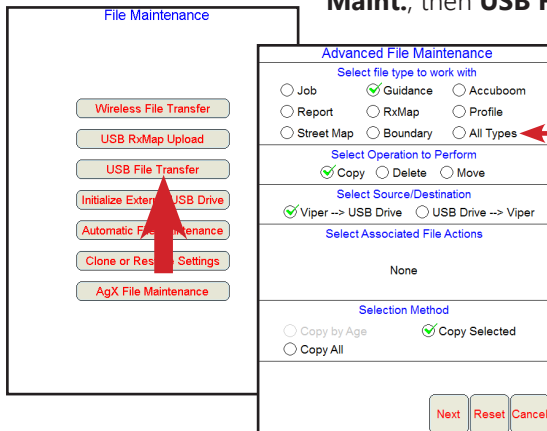 Maint., then USB F
File Maintenance
Wireless File Transfer
USB RxMap Upload
USB File Transfer
Initialize External USB Drive
Automatic File Maintenance
Clone or Restore Settings
AgX File Maintenance
Advanced File Maintenance
Select file type to work with
Job Guidance Accuboom
Report RxMap Profile
Street Map Boundary All Types
Select Operation to Perform
Copy Delete Move
Select Source/Destination
Viper --> USB Drive USB Drive --> Viper
Select Associated File Actions
None
Selection Method
Copy by Age Copy Selected
Copy All
Next Reset Cancel